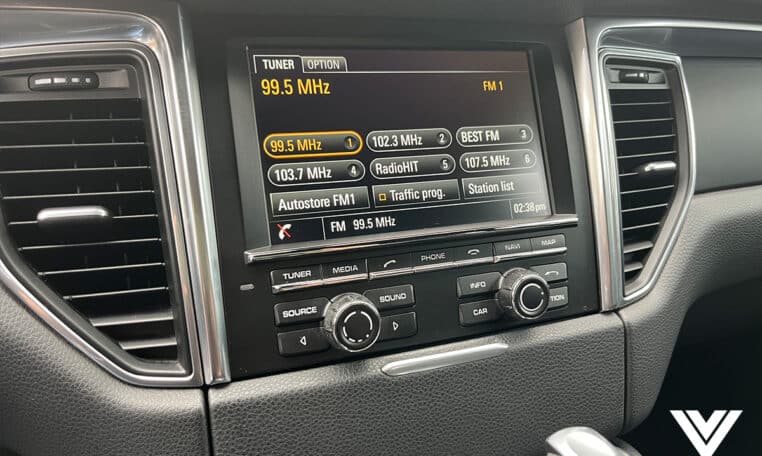 TUNER OPTION
99.5 MHz FM 1
99.5 MHz 1 102.3 MHz 2 BEST FM 3
103.7 MHz 4 RadioHIT 5 107.5 MHz 6
Autostore FM1 Traffic prog. Station list
FM 99.5 MHz 02:38 pm
TUNER MEDIA PHONE NAVI MAP
SOURCE SOUND INFO
CAR